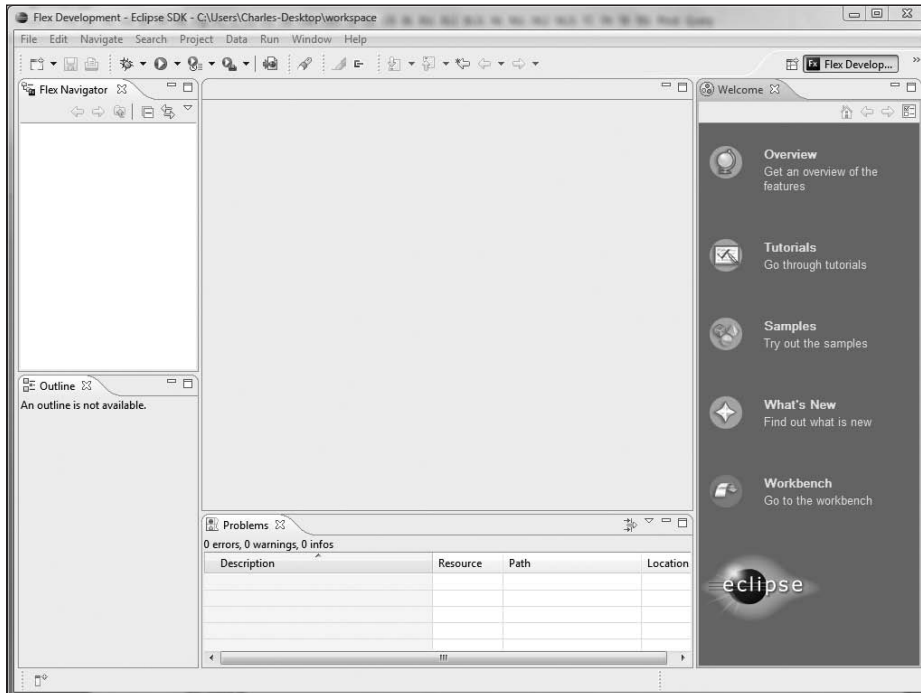 Flex Development - Eclipse SDK - C:\Users\Charles-Desktop\workspace
File Edit Navigate Search Project Data Run Window Help
Flex Develop...
Flex Navigator
Welcome
Overview
Get an overview of the
features
Tutorials
Go through tutorials
Samples
Try out the samples
What's New
Find out what is new
Workbench
Go to the workbench
eclipse
Outline
An outline is not available.
Problems
0 errors, 0 warnings, 0 infos
Description Resource Path Location